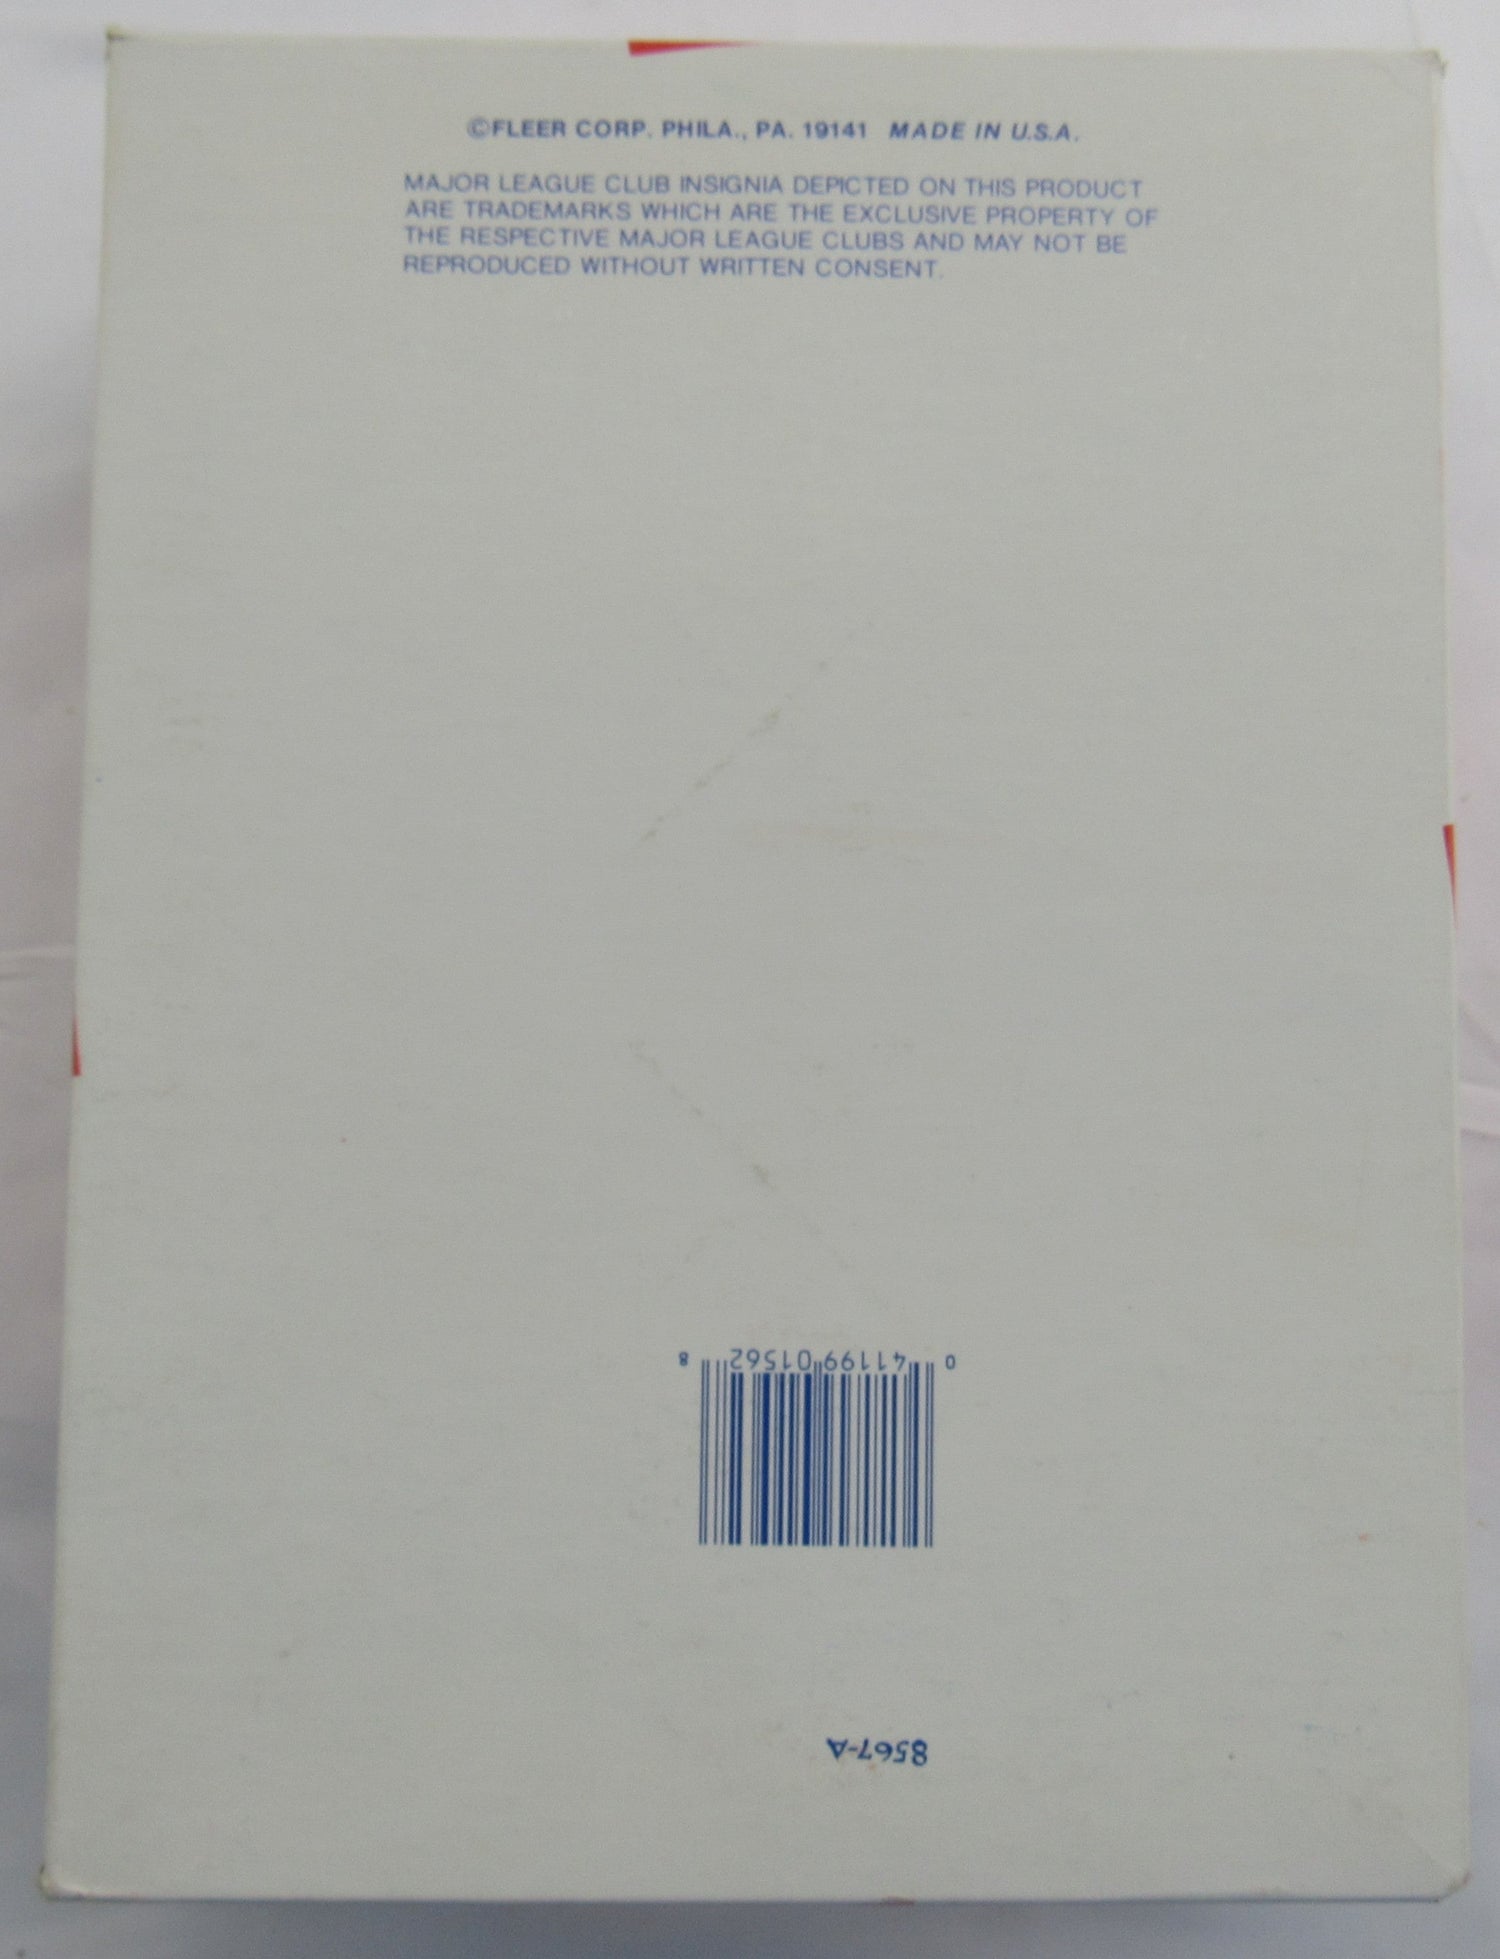 ©FLEER CORP. PHILA., PA. 19141 MADE IN U.S.A.
MAJOR LEAGUE CLUB INSIGNIA DEPICTED ON THIS PRODUCT
ARE TRADEMARKS WHICH ARE THE EXCLUSIVE PROPERTY OF
THE RESPECTIVE MAJOR LEAGUE CLUBS AND MAY NOT BE
REPRODUCED WITHOUT WRITTEN CONSENT.
0 41199 01562 8
8567-A